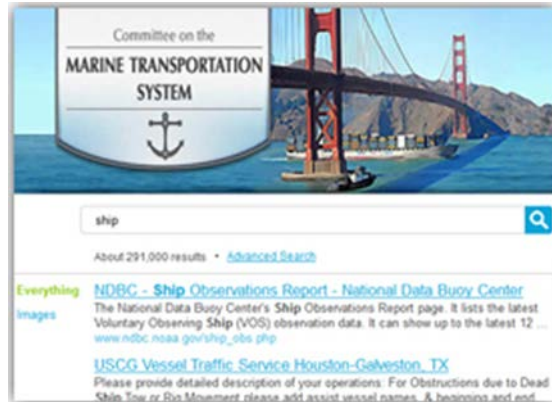 Committee on the
MARINE TRANSPORTATION
SYSTEM
ship
About 291,000 results • Advanced Search
Everything
Images
NDBC - Ship Observations Report - National Data Buoy Center
The National Data Buoy Center's Ship Observations Report page. It lists the latest
Voluntary Observing Ship (VOS) observation data. It can show up to the latest 12 ...
www.ndbc.noaa.gov/ship_obs.php
USCG Vessel Traffic Service Houston-Galveston, TX
Please provide detailed description of your operations: For Obstructions due to Dead
Ship Tow or Rig Movement please add assist vessel names, & beginning and end